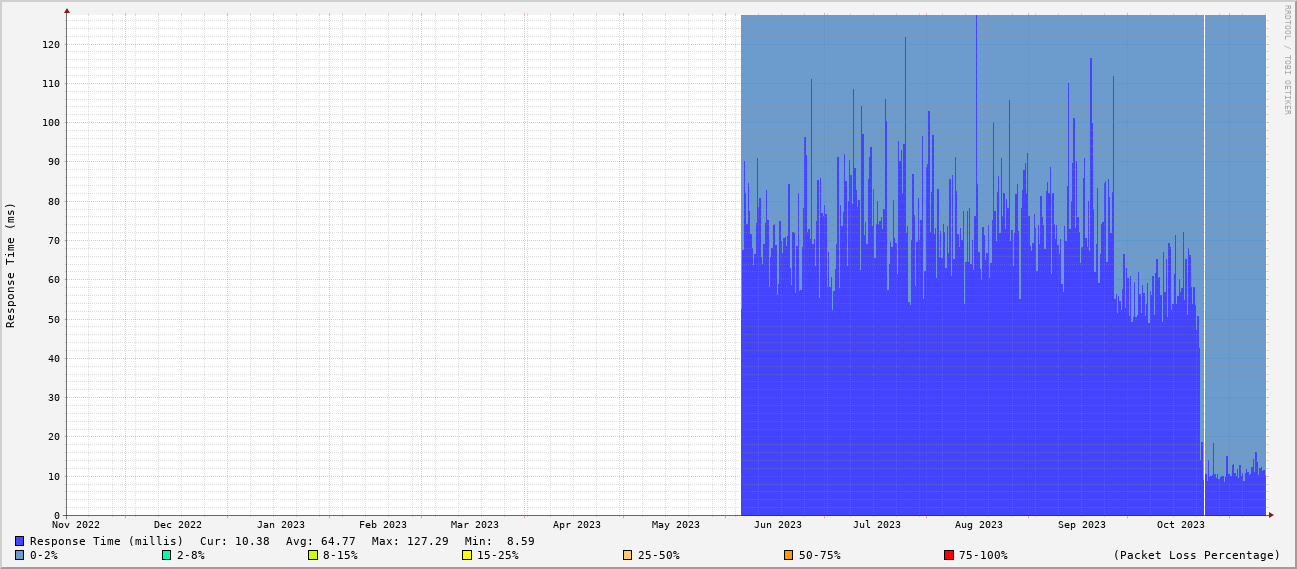 RRDTOOL / TOBI OETIKER
Response Time (ms)
120
110
100
90
80
70
60
50
40
30
20
10
0
Nov 2022 Dec 2022 Jan 2023 Feb 2023 Mar 2023 Apr 2023 May 2023 Jun 2023 Jul 2023 Aug 2023 Sep 2023 Oct 2023
Response Time (millis) Cur: 10.38 Avg: 64.77 Max: 127.29 Min: 8.59
0-2% 2-8% 8-15% 15-25% 25-50% 50-75% 75-100% (Packet Loss Percentage)